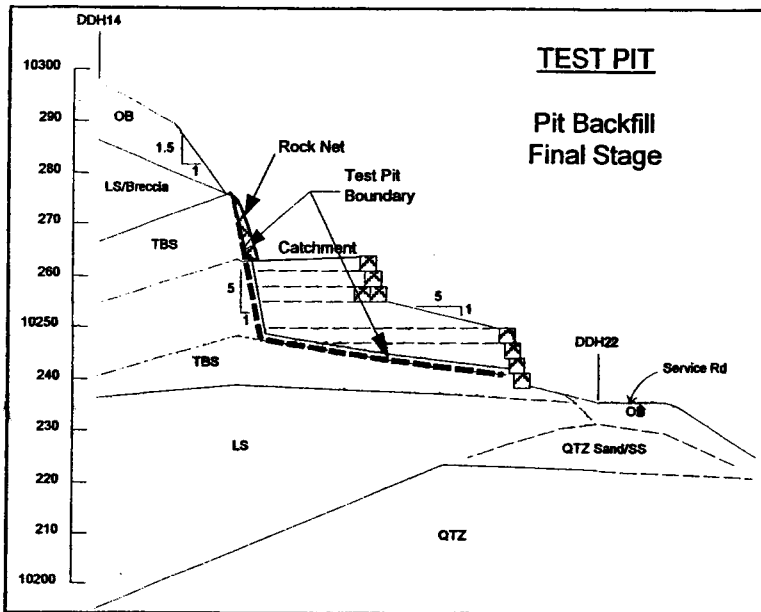 DDH14
TEST PIT
Pit Backfill
Final Stage
10300
290
280
270
260
10250
240
230
220
210
10200
OB
1.5
1
Rock Net
LS/Breccia
Test Pit
Boundary
TBS
Catchment
5
1
5
1
TBS
DDH22
Service Rd
OB
LS
QTZ Sand/SS
QTZ